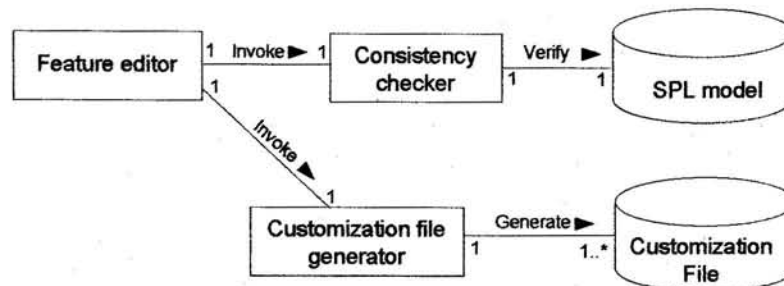 Feature editor
1
Invoke
1
Consistency
checker
1
Verify
1
SPL model
1
Invoke
1
Customization file
generator
1
Generate
1..*
Customization
File